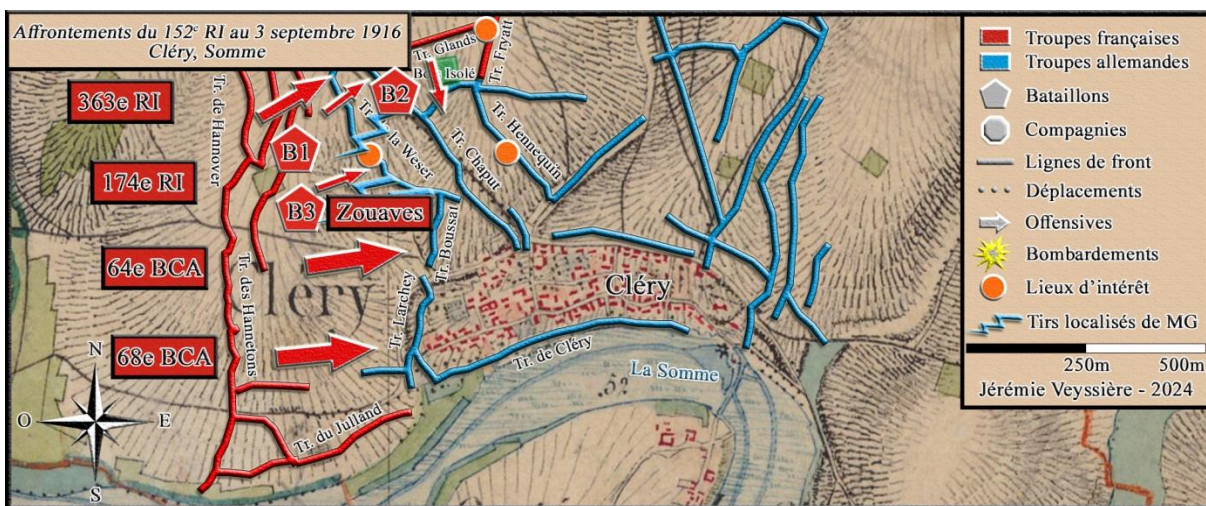 Affrontements du 152ᵉ RI au 3 septembre 1916
Cléry, Somme
363e RI
174e RI
64e BCA
68e BCA
Tr. de Hannover
Tr. des Hannetons
B1
B2
B3
Zouaves
Tr. la-Weser
Tr. Glands
Isolé
Tr. Fryatt
Tr. Hennequin
Tr. Chaput
Tr. Boussat
Tr. Larchey
Cléry
Cléry
Tr. de Cléry
La Somme
Tr. du Julland
N
O
E
S
Troupes françaises
Troupes allemandes
Bataillons
Compagnies
Lignes de front
Déplacements
Offensives
Bombardements
Lieux d'intérêt
Tirs localisés de MG
250m
500m
Jérémie Veyssière - 2024